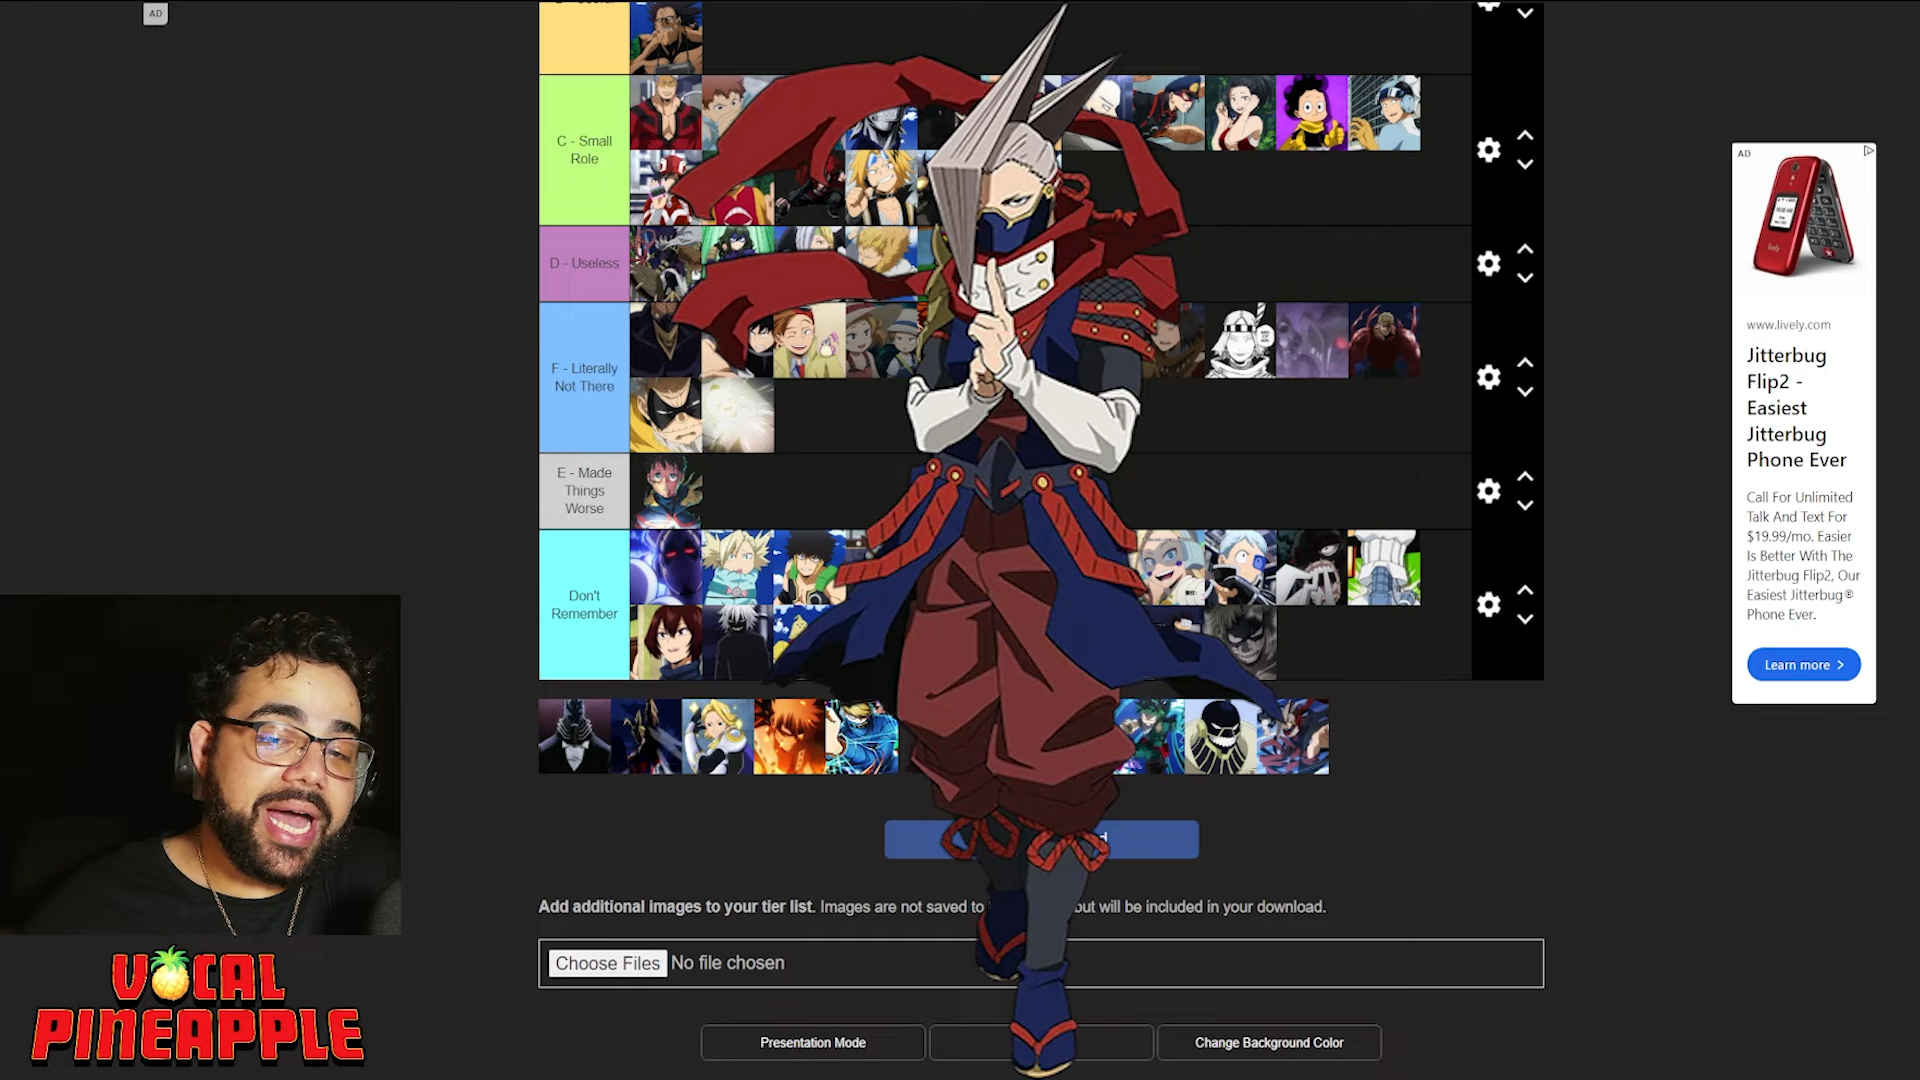 AD
C - Small
Role
D - Useless
F - Literally
Not There
E - Made
Things
Worse
Don't
Remember
AD
www.lively.com
Jitterbug
Flip2 -
Easiest
Jitterbug
Phone Ever
Call For Unlimited
Talk And Text For
$19.99/mo. Easier
Is Better With The
Jitterbug Flip2, Our
Easiest Jitterbug®
Phone Ever.
Learn more >
Add additional images to your tier list. Images are not saved to but will be included in your download.
Choose Files No file chosen
Presentation Mode
Change Background Color
VOCAL
PINEAPPLE